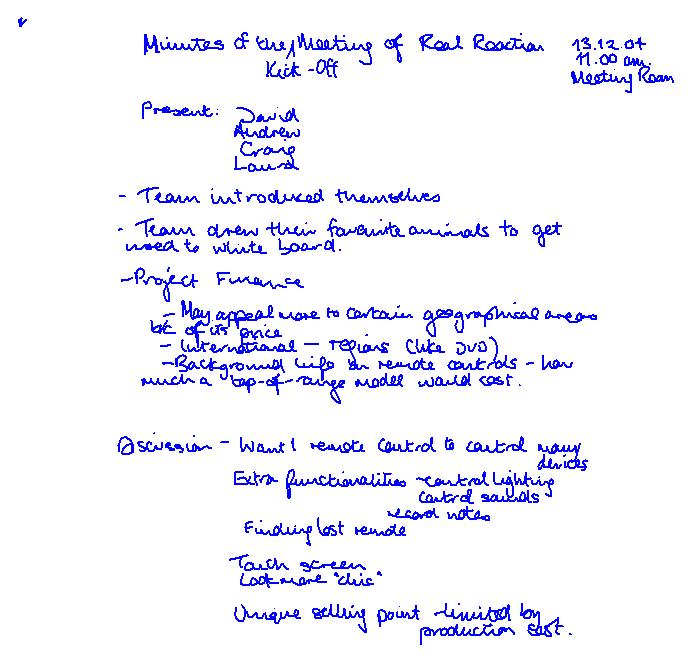 Minutes of the Meeting of Real Reaction 13.12.04
Kick-Off 11.00 am.
Meeting Room
Present: David
Andrew
Craig
Laura
- Team introduced themselves
- Team drew their favourite animals to get
used to white board.
- Project Finance
- May appeal more to certain geographical areas
b/c of its price
- International - regions (like DVD)
- Background info on remote controls - how
much a top-of-range model would cost.
Discussion - Want 1 remote control to control many
devices
Extra functionalities - control lighting
control sounds
record notes
Finding lost remote
Touch screen
Look more "chic"
Unique selling point - limited by
production cost.